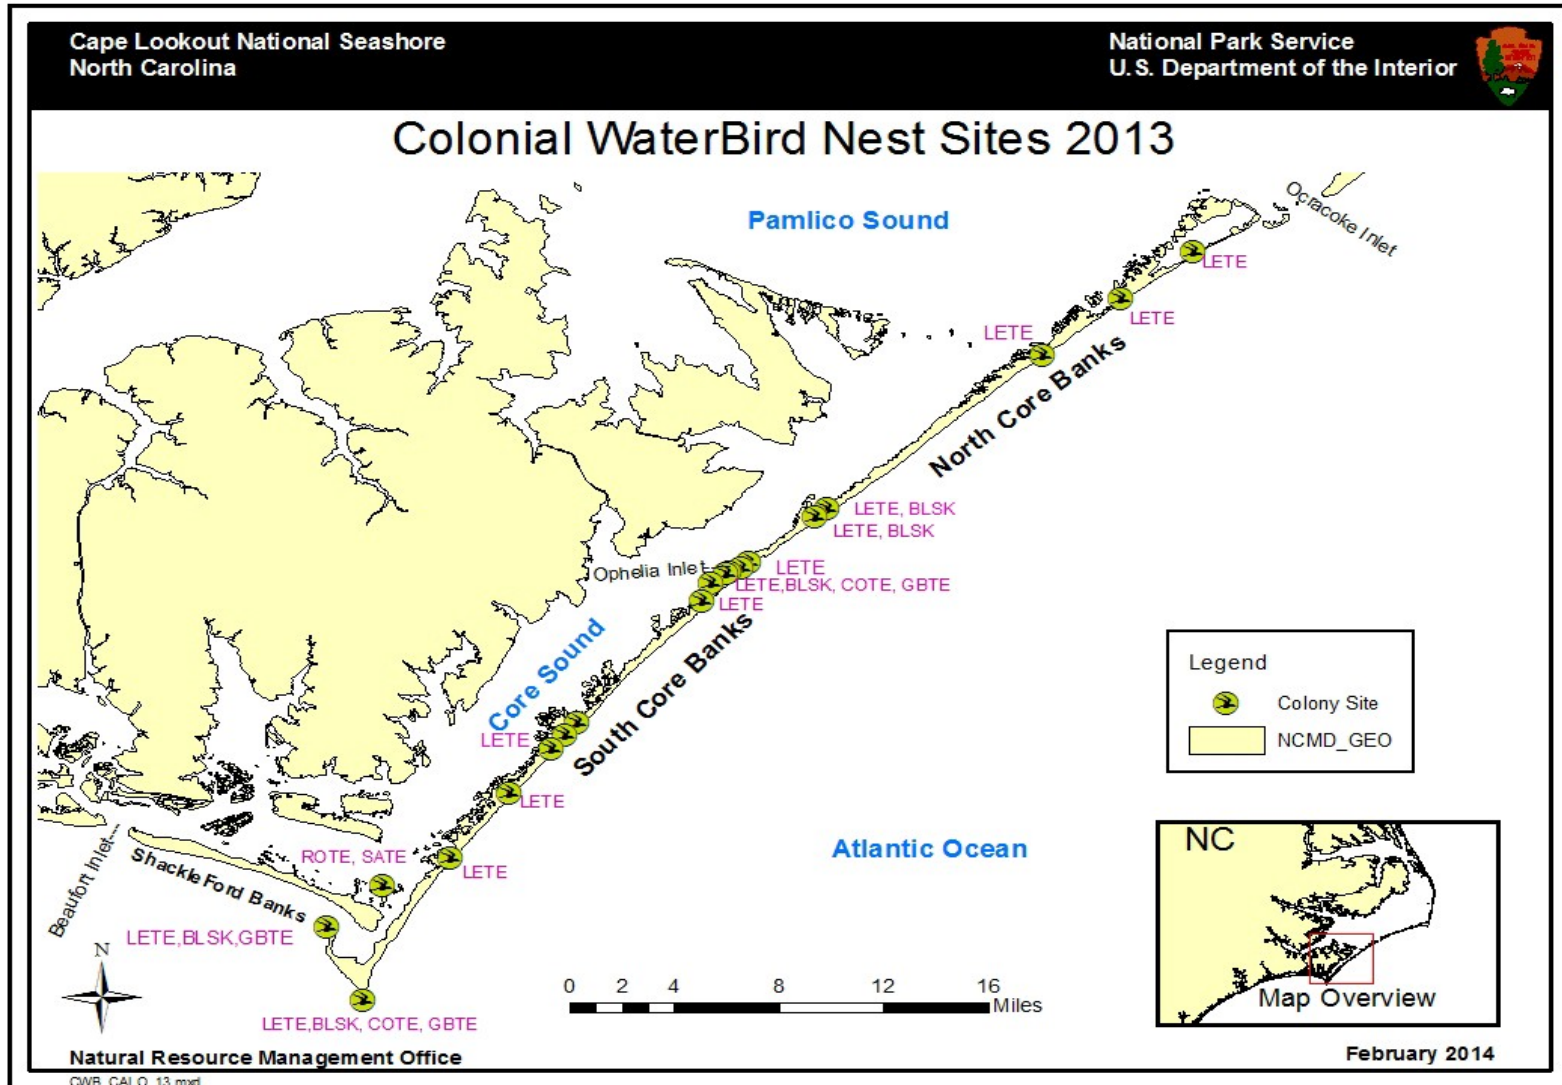 Cape Lookout National Seashore
North Carolina
National Park Service
U.S. Department of the Interior
Colonial WaterBird Nest Sites 2013
Pamlico Sound
Ocracoke Inlet
LETE
LETE
LETE
North Core Banks
LETE, BLSK
LETE, BLSK
Ophelia Inlet
LETE
LETE,BLSK, COTE, GBTE
LETE
Core Sound
South Core Banks
LETE
LETE
LETE
Atlantic Ocean
ROTE, SATE
Beaufort Inlet
Shackle Ford Banks
LETE,BLSK,GBTE
LETE,BLSK, COTE, GBTE
N
0 2 4 8 12 16
Miles
Legend
Colony Site
NCMD_GEO
NC
Map Overview
Natural Resource Management Office
February 2014
CWB_CALO_13.mxd